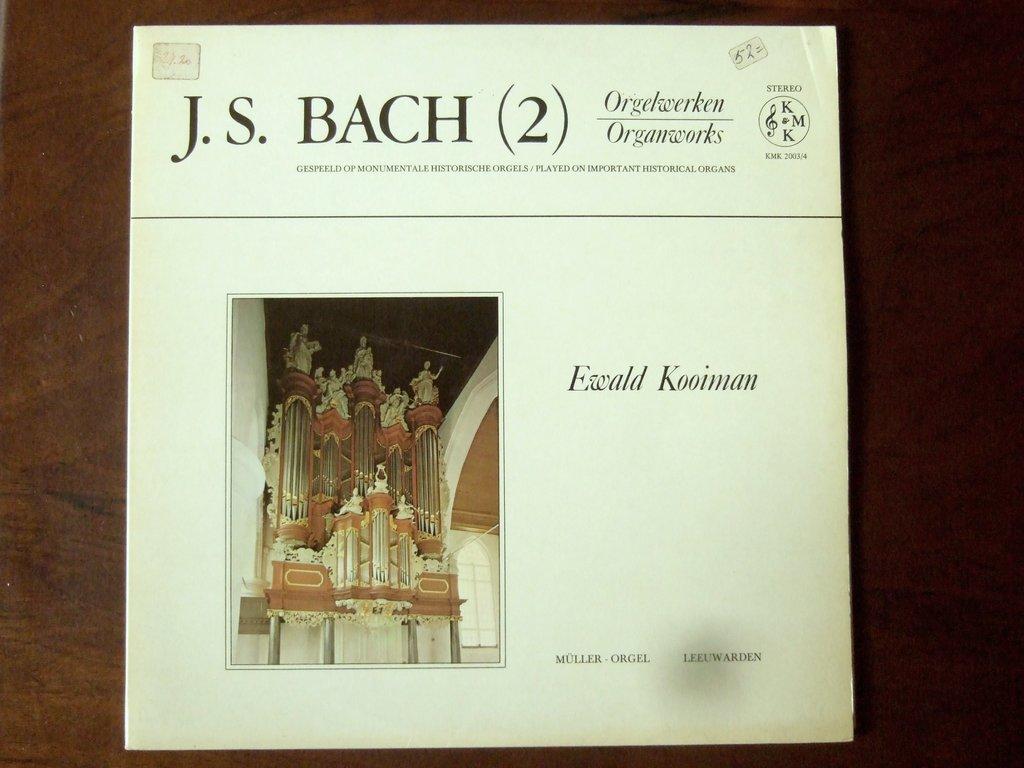 52=
J. S. BACH (2)
Orgelwerken
Organworks
STEREO
K
& M
K
KMK 2003/4
GESPEELD OP MONUMENTALE HISTORISCHE ORGELS / PLAYED ON IMPORTANT HISTORICAL ORGANS
Ewald Kooiman
MÜLLER - ORGEL LEEUWARDEN